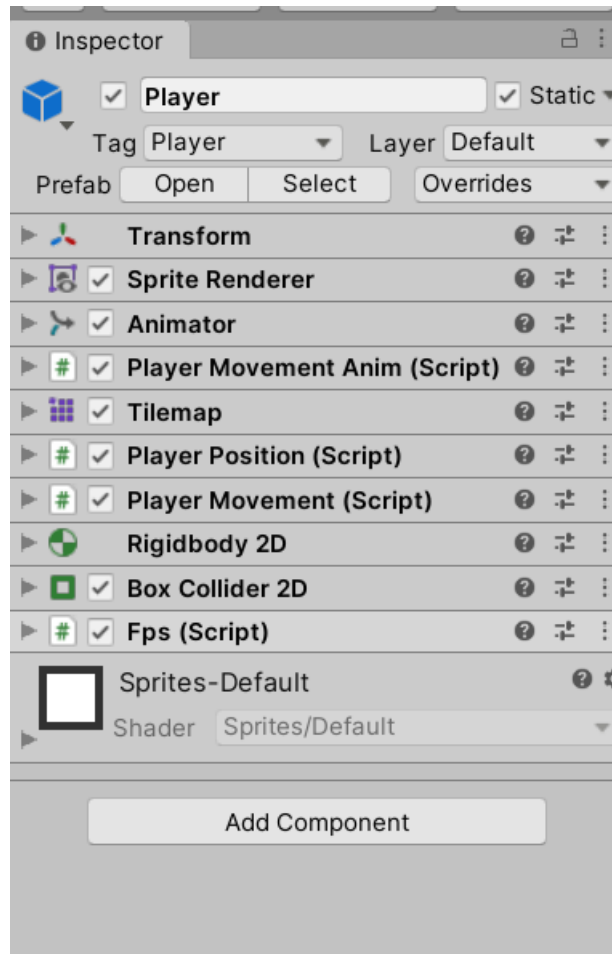 Inspector
Player Static
Tag Player Layer Default
Prefab Open Select Overrides
Transform
Sprite Renderer
Animator
# Player Movement Anim (Script)
Tilemap
# Player Position (Script)
# Player Movement (Script)
Rigidbody 2D
Box Collider 2D
# Fps (Script)
Sprites-Default
Shader Sprites/Default
Add Component